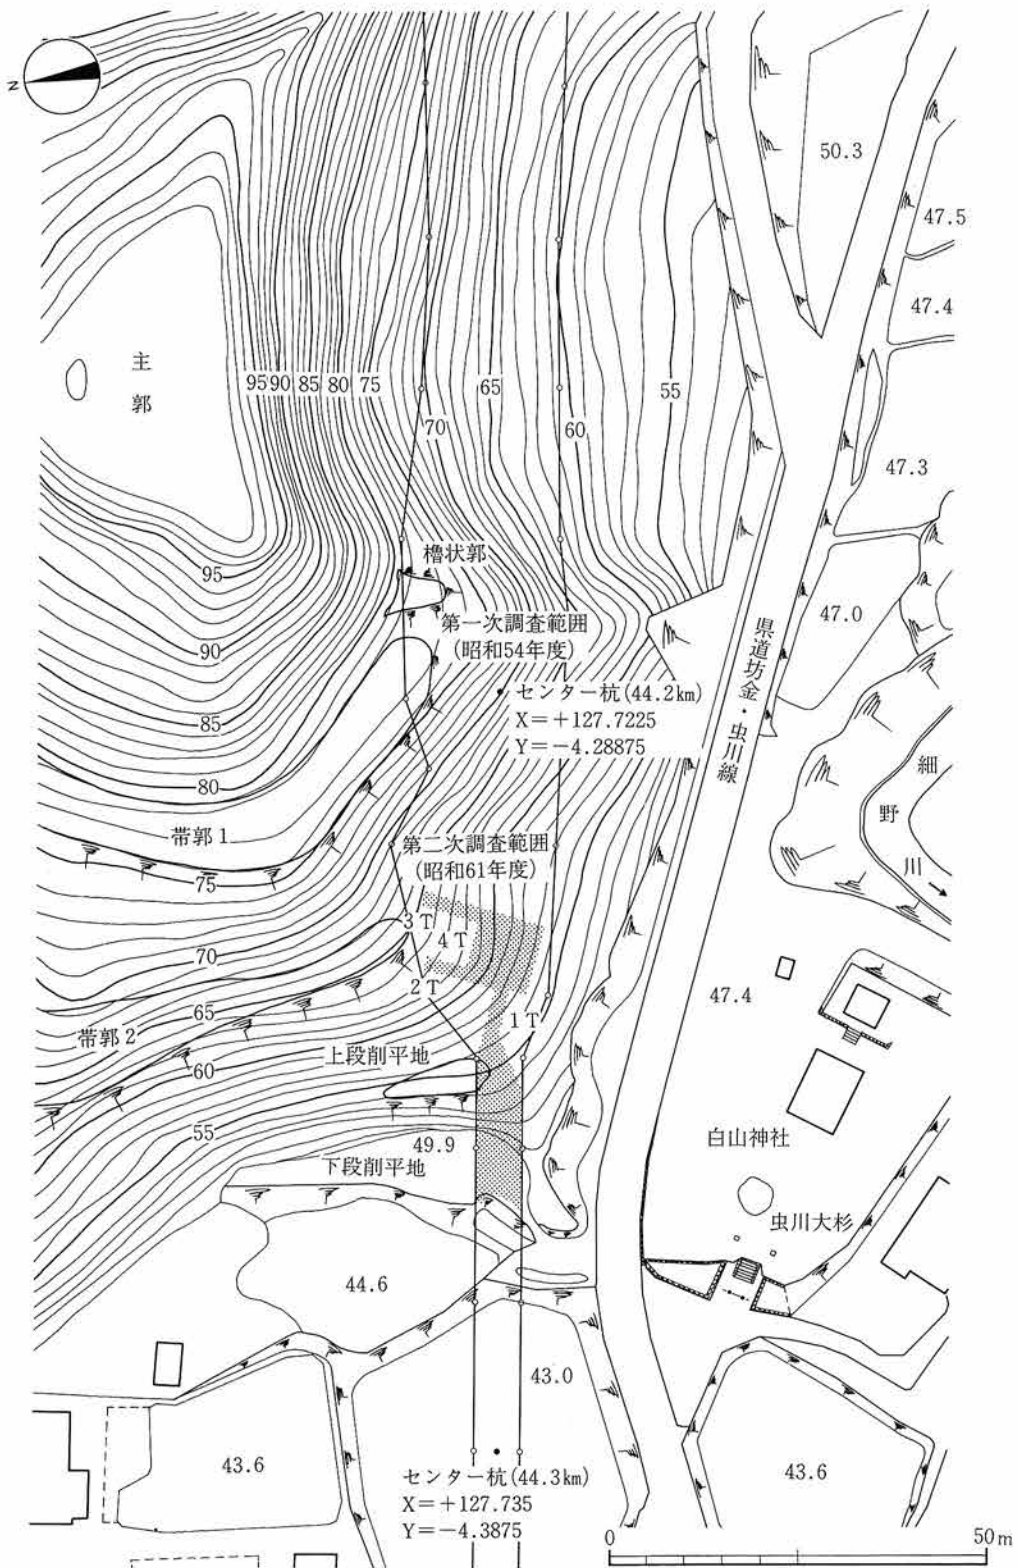 N
50.3
47.5
47.4
主郭
95 90 85 80 75
65
55
70
60
47.3
櫓状郭
95
第一次調査範囲
(昭和54年度)
47.0
90
センター杭(44.2km)
X=+127.7225
Y=-4.28875
県道坊金・虫川線
85
80
細野川
帯郭1
第二次調査範囲
(昭和61年度)
75
3T
4T
70
2T
47.4
65
1T
帯郭2
上段削平地
60
55
49.9
白山神社
下段削平地
虫川大杉
44.6
43.0
43.6
43.6
センター杭(44.3km)
X=+127.735
Y=-4.3875
0
50m